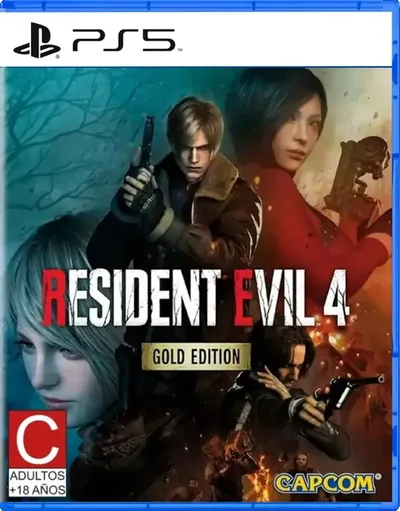 PS5
RESIDENT EVIL 4
GOLD EDITION
C
ADULTOS
+18 AÑOS
CAPCOM